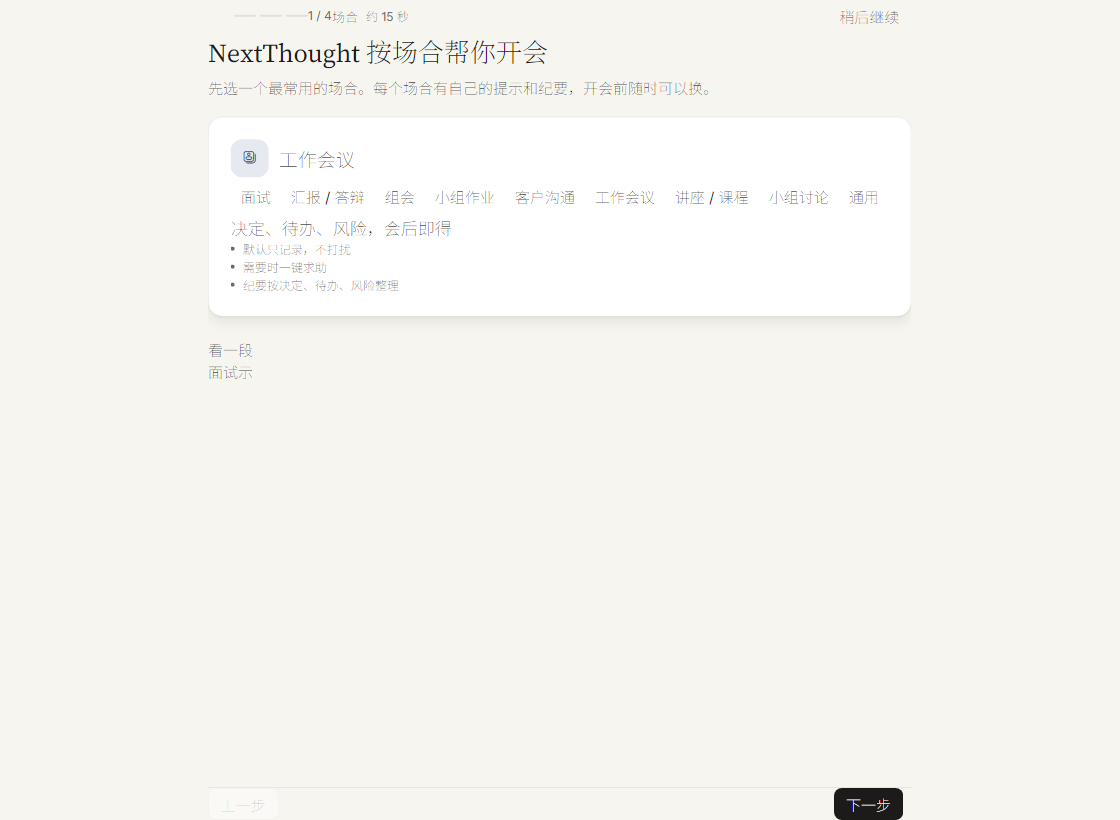 1 / 4 场合 约 15 秒 稍后继续
NextThought 按场合帮你开会
先选一个最常用的场合。每个场合有自己的提示和纪要，开会前随时可以换。
工作会议
面试 汇报 / 答辩 组会 小组作业 客户沟通 工作会议 讲座 / 课程 小组讨论 通用
决定、待办、风险，会后即得
• 默认只记录，不打扰
• 需要时一键求助
• 纪要按决定、待办、风险整理
看一段
面试示
上一步 下一步